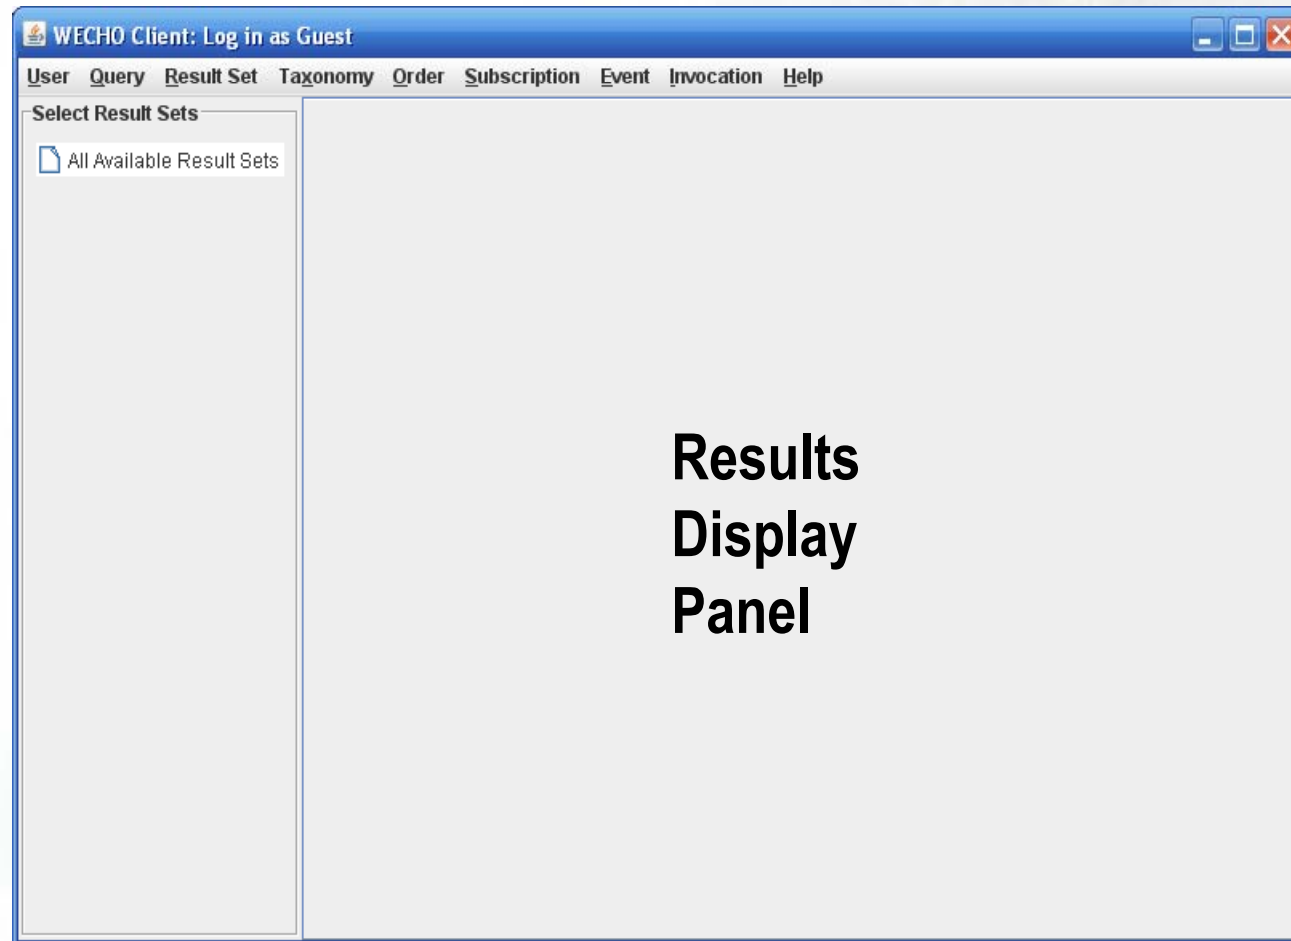 WECHO Client: Log in as Guest
User Query Result Set Taxonomy Order Subscription Event Invocation Help
Select Result Sets
All Available Result Sets
Results
Display
Panel